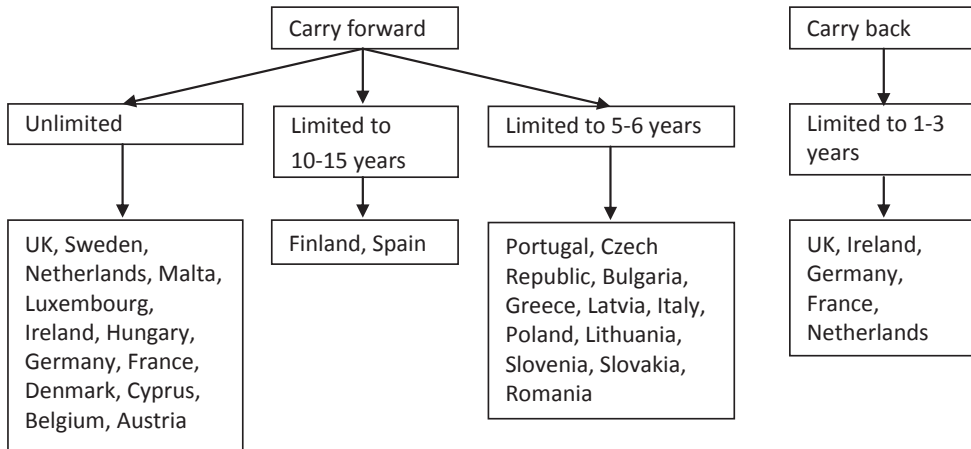 Carry forward
Carry back
Unlimited
Limited to
10-15 years
Limited to 5-6 years
Limited to 1-3
years
UK, Sweden,
Netherlands, Malta,
Luxembourg,
Ireland, Hungary,
Germany, France,
Denmark, Cyprus,
Belgium, Austria
Finland, Spain
Portugal, Czech
Republic, Bulgaria,
Greece, Latvia, Italy,
Poland, Lithuania,
Slovenia, Slovakia,
Romania
UK, Ireland,
Germany,
France,
Netherlands